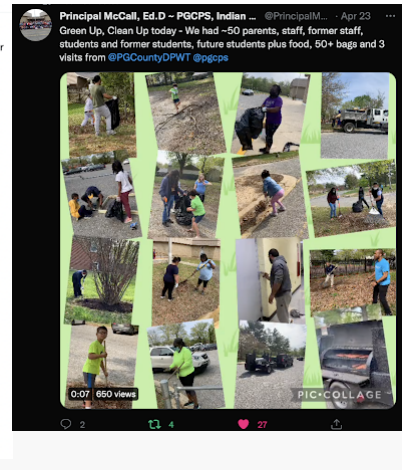 Principal McCall, Ed.D ~ PGCPS, Indian ... @PrincipalM... · Apr 23 ...
Green Up, Clean Up today - We had ~50 parents, staff, former staff,
students and former students, future students plus food, 50+ bags and 3
visits from @PGCountyDPWT @pgcps
r
0:07 650 views
PIC•COLLAGE
2 4 27